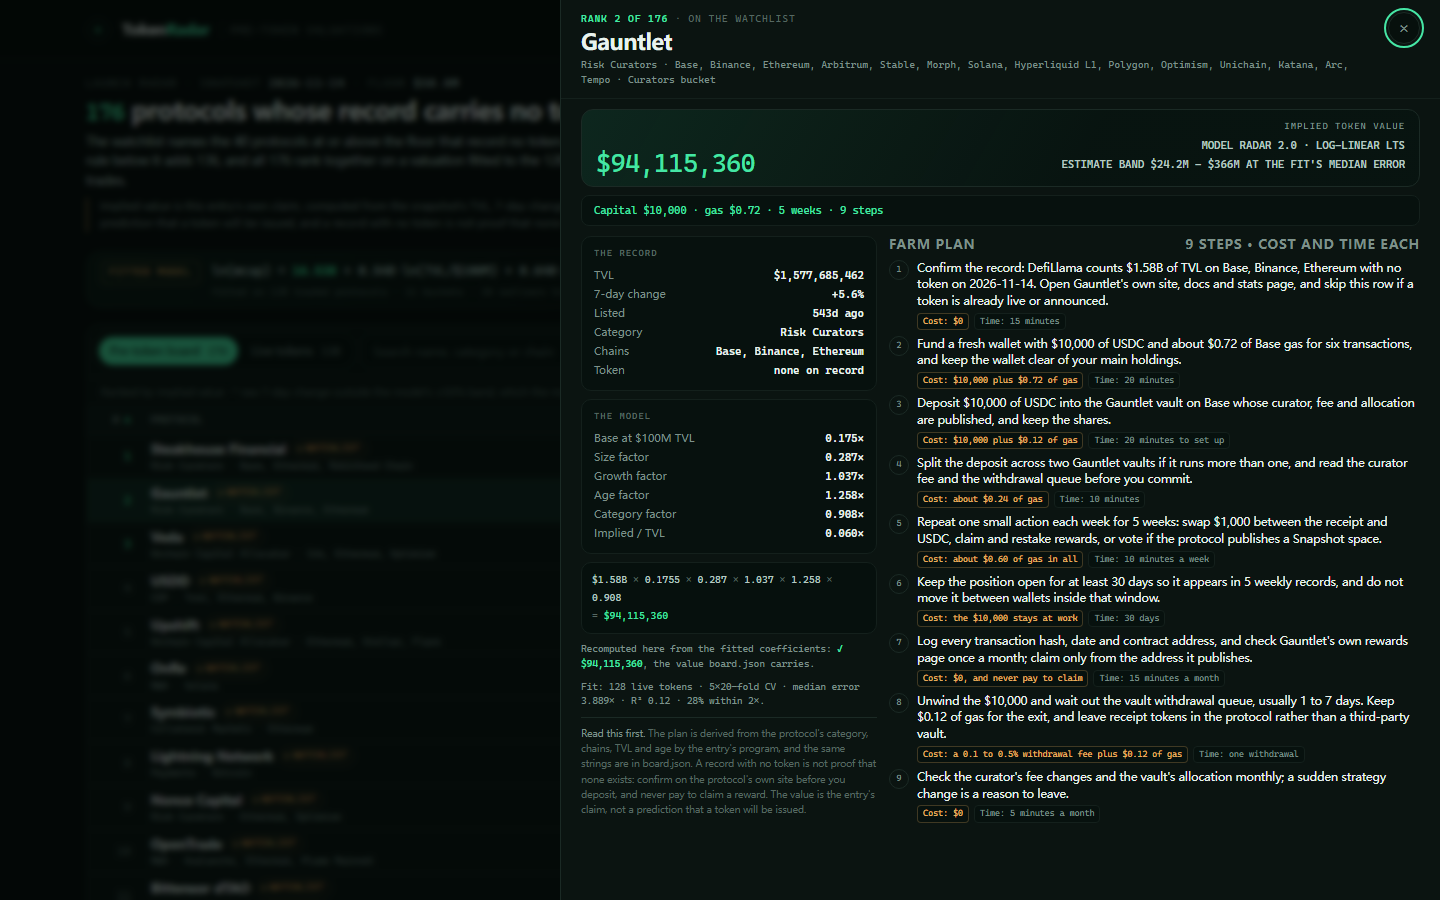 TokenRadar
176 protocols whose record carries no t
RANK 2 OF 176 · ON THE WATCHLIST
Gauntlet
Risk Curators · Base, Binance, Ethereum, Arbitrum, Stable, Morph, Solana, Hyperliquid L1, Polygon, Optimism, Unichain, Katana, Arc,
Tempo · Curators bucket
×
IMPLIED TOKEN VALUE
$94,115,360
MODEL RADAR 2.0 · LOG-LINEAR LTS
ESTIMATE BAND $24.2M – $366M AT THE FIT'S MEDIAN ERROR
Capital $10,000 · gas $0.72 · 5 weeks · 9 steps
THE RECORD
TVL $1,577,685,462
7-day change +5.6%
Listed 543d ago
Category Risk Curators
Chains Base, Binance, Ethereum
Token none on record
THE MODEL
Base at $100M TVL 0.175×
Size factor 0.287×
Growth factor 1.037×
Age factor 1.258×
Category factor 0.908×
Implied / TVL 0.060×
$1.58B × 0.1755 × 0.287 × 1.037 × 1.258 ×
0.908
= $94,115,360
Recomputed here from the fitted coefficients: ✓
$94,115,360, the value board.json carries.
Fit: 128 live tokens · 5×20-fold CV · median error
3.889× · R² 0.12 · 28% within 2×.
Read this first. The plan is derived from the protocol's category,
chains, TVL and age by the entry's program, and the same
strings are in board.json. A record with no token is not proof that
none exists: confirm on the protocol's own site before you
deposit, and never pay to claim a reward. The value is the entry's
claim, not a prediction that a token will be issued.
FARM PLAN 9 STEPS • COST AND TIME EACH
1 Confirm the record: DefiLlama counts $1.58B of TVL on Base, Binance, Ethereum with no
token on 2026-11-14. Open Gauntlet's own site, docs and stats page, and skip this row if a
token is already live or announced.
Cost: $0 Time: 15 minutes
2 Fund a fresh wallet with $10,000 of USDC and about $0.72 of Base gas for six transactions,
and keep the wallet clear of your main holdings.
Cost: $10,000 plus $0.72 of gas Time: 20 minutes
3 Deposit $10,000 of USDC into the Gauntlet vault on Base whose curator, fee and allocation
are published, and keep the shares.
Cost: $10,000 plus $0.12 of gas Time: 20 minutes to set up
4 Split the deposit across two Gauntlet vaults if it runs more than one, and read the curator
fee and the withdrawal queue before you commit.
Cost: about $0.24 of gas Time: 10 minutes
5 Repeat one small action each week for 5 weeks: swap $1,000 between the receipt and
USDC, claim and restake rewards, or vote if the protocol publishes a Snapshot space.
Cost: about $0.60 of gas in all Time: 10 minutes a week
6 Keep the position open for at least 30 days so it appears in 5 weekly records, and do not
move it between wallets inside that window.
Cost: the $10,000 stays at work Time: 30 days
7 Log every transaction hash, date and contract address, and check Gauntlet's own rewards
page once a month; claim only from the address it publishes.
Cost: $0, and never pay to claim Time: 15 minutes a month
8 Unwind the $10,000 and wait out the vault withdrawal queue, usually 1 to 7 days. Keep
$0.12 of gas for the exit, and leave receipt tokens in the protocol rather than a third-party
vault.
Cost: a 0.1 to 0.5% withdrawal fee plus $0.12 of gas Time: one withdrawal
9 Check the curator's fee changes and the vault's allocation monthly; a sudden strategy
change is a reason to leave.
Cost: $0 Time: 5 minutes a month